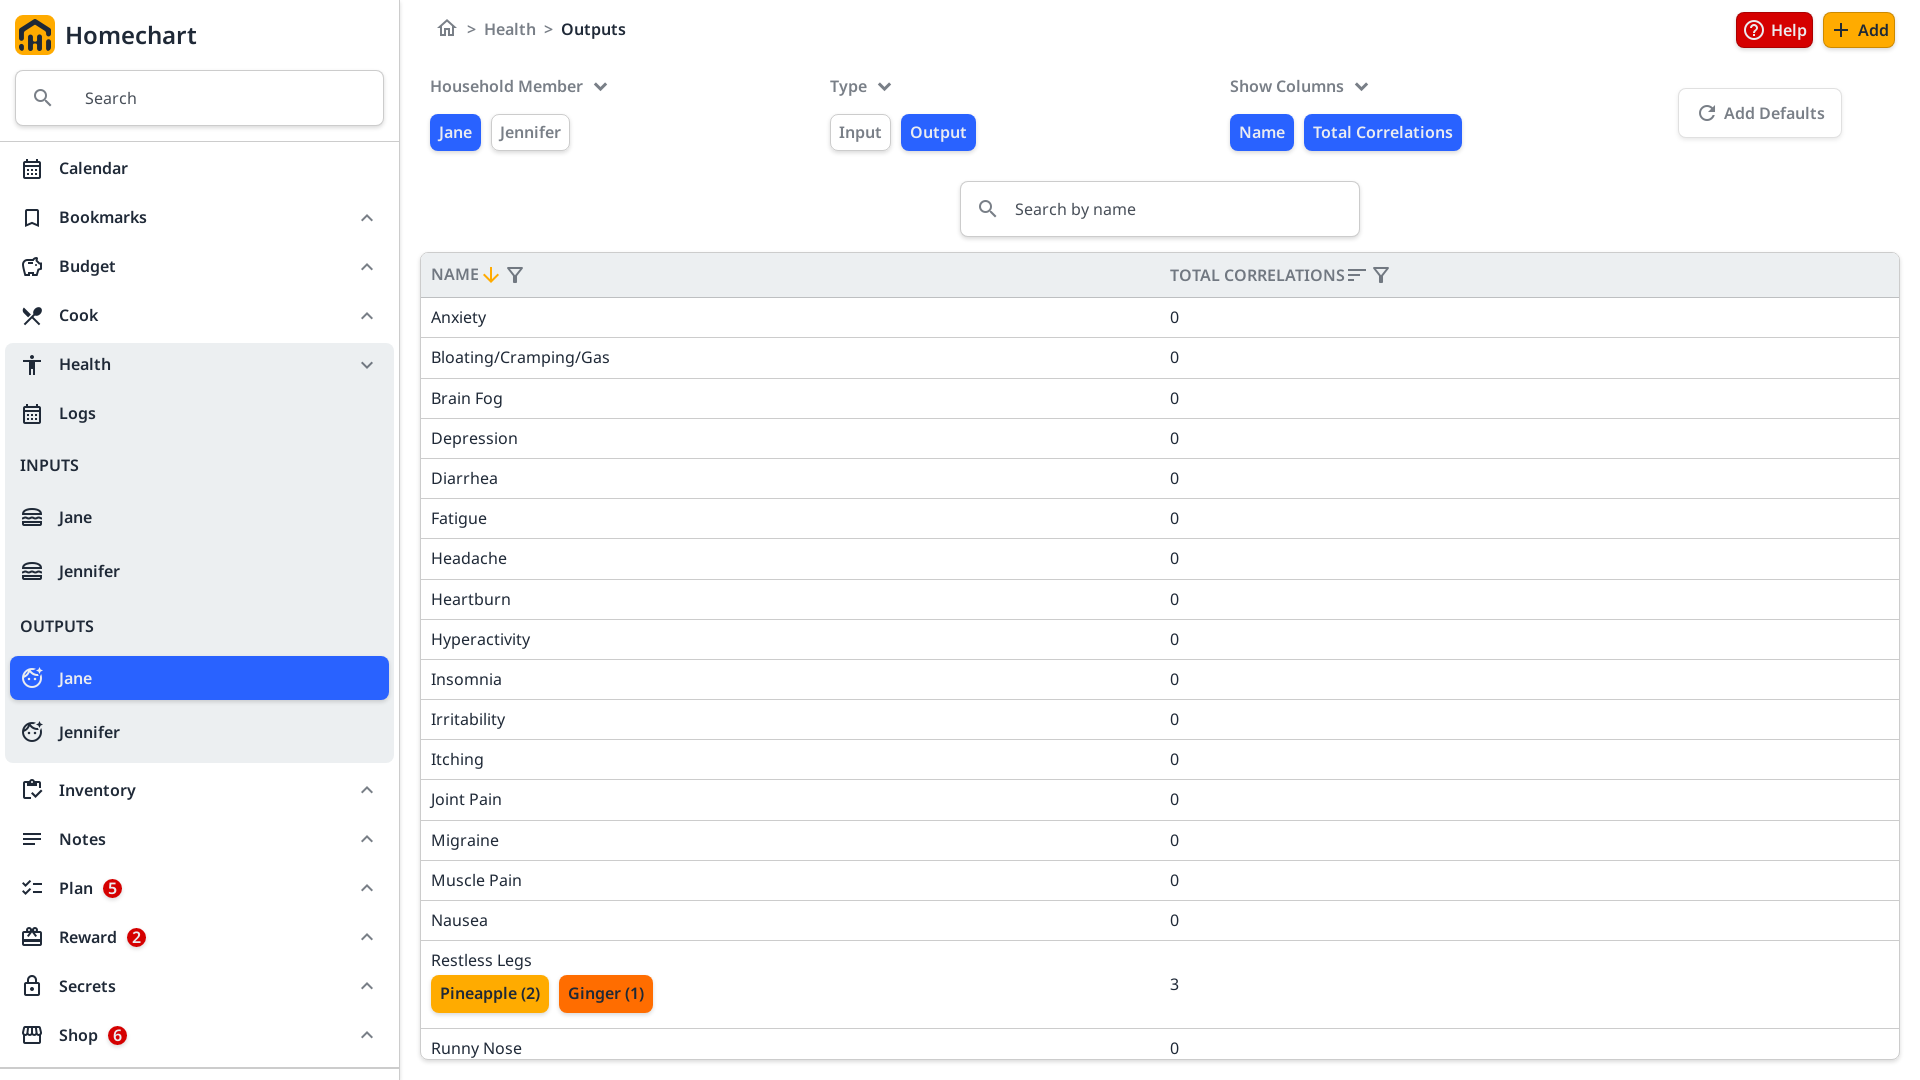 Homechart
Search
Calendar
Bookmarks
Budget
Cook
Health
Logs
INPUTS
Jane
Jennifer
OUTPUTS
Jane
Jennifer
Inventory
Notes
Plan 5
Reward 2
Secrets
Shop 6
> Health > Outputs
Help
Add
Household Member
Jane Jennifer
Type
Input Output
Show Columns
Name Total Correlations
Add Defaults
Search by name
NAME TOTAL CORRELATIONS
Anxiety 0
Bloating/Cramping/Gas 0
Brain Fog 0
Depression 0
Diarrhea 0
Fatigue 0
Headache 0
Heartburn 0
Hyperactivity 0
Insomnia 0
Irritability 0
Itching 0
Joint Pain 0
Migraine 0
Muscle Pain 0
Nausea 0
Restless Legs
Pineapple (2) Ginger (1)
3
Runny Nose 0